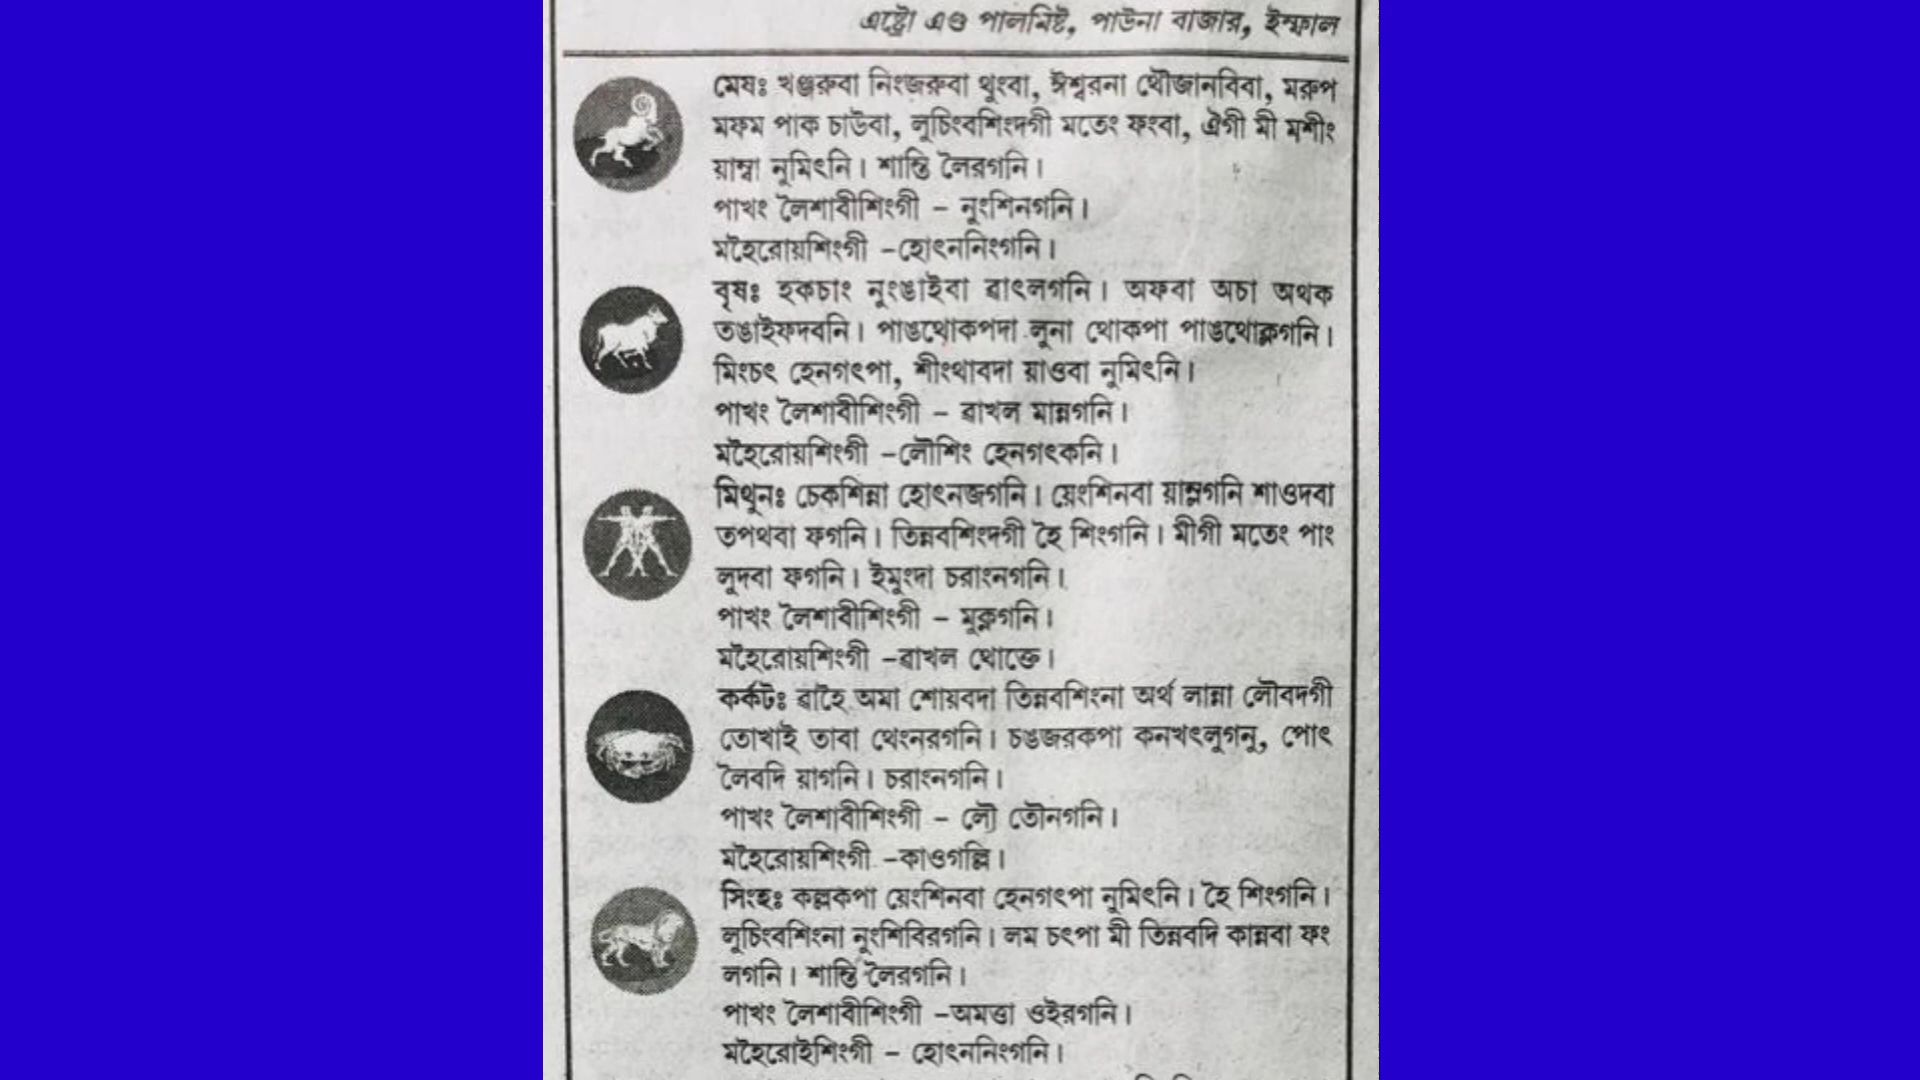 এষ্ট্রো এণ্ড পালমিষ্ট, পাউনা বাজার, ইম্ফাল
মেষঃ খঞ্জরুবা নিংজরুবা থুংবা, ঈশ্বরনা থৌজানবিবা, মরুপ
মফম পাক চাউবা, লুচিংবশিংদগী মতেং ফংবা, ঐগী মী মশীং
য়াম্বা নুমিৎনি। শান্তি লৈরগনি।
পাখং লৈশাবীশিংগী – নুংশিনগনি।
মহৈরোয়শিংগী –হোৎননিংগনি।
বৃষঃ হকচাং নুংঙাইবা ৱাৎলগনি। অফবা অচা অথক
তঙাইফদবনি। পাঙথোকপদা লুনা থোকপা পাঙথোক্লগনি।
মিংচৎ হেনগৎপা, শীংথাবদা য়াওবা নুমিৎনি।
পাখং লৈশাবীশিংগী – ৱাখল মান্নগনি।
মহৈরোয়শিংগী –লৌশিং হেনগৎকনি।
মিথুনঃ চেকশিন্না হোৎনজগনি। য়েংশিনবা য়াম্লগনি শাওদবা
তপথবা ফগনি। তিন্নবশিংদগী হৈ শিংগনি। মীগী মতেং পাং
লুদবা ফগনি। ইমুংদা চরাংনগনি।
পাখং লৈশাবীশিংগী – মুক্লগনি।
মহৈরোয়শিংগী –ৱাখল থোক্তে।
কর্কটঃ ৱাহৈ অমা শোয়বদা তিন্নবশিংনা অর্থ লান্না লৌবদগী
তোখাই তাবা থেংনরগনি। চঙজরকপা কনখৎলুগনু, পোৎ
লৈবদি য়াগনি। চরাংনগনি।
পাখং লৈশাবীশিংগী – লৌ তৌনগনি।
মহৈরোয়শিংগী –কাওগল্লি।
সিংহঃ কল্লকপা য়েংশিনবা হেনগৎপা নুমিৎনি। হৈ শিংগনি।
লুচিংবশিংনা নুংশিবিরগনি। লম চৎপা মী তিন্নবদি কান্নবা ফং
লগনি। শান্তি লৈরগনি।
পাখং লৈশাবীশিংগী –অমত্তা ওইরগনি।
মহৈরোইশিংগী – হোৎননিংগনি।